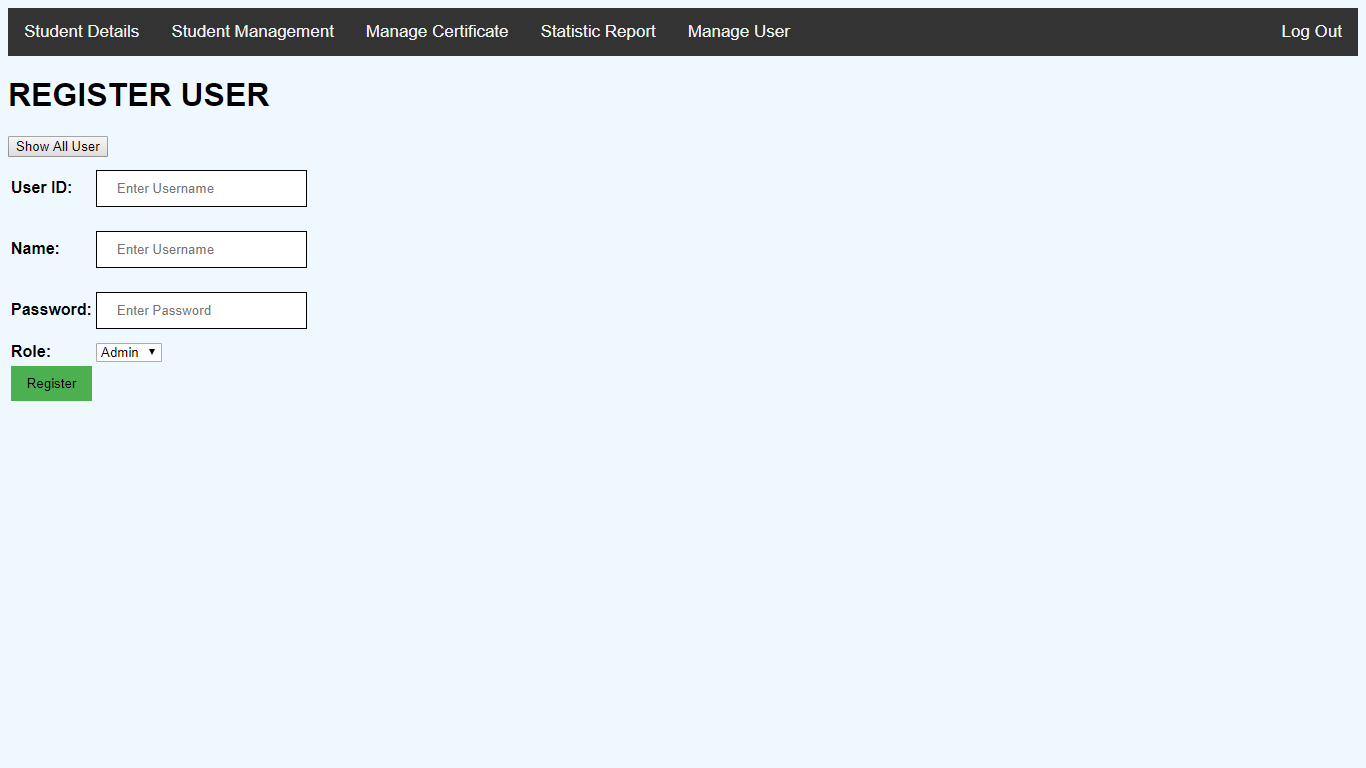 Student Details Student Management Manage Certificate Statistic Report Manage User Log Out
REGISTER USER
Show All User
User ID: Enter Username
Name: Enter Username
Password: Enter Password
Role: Admin
Register